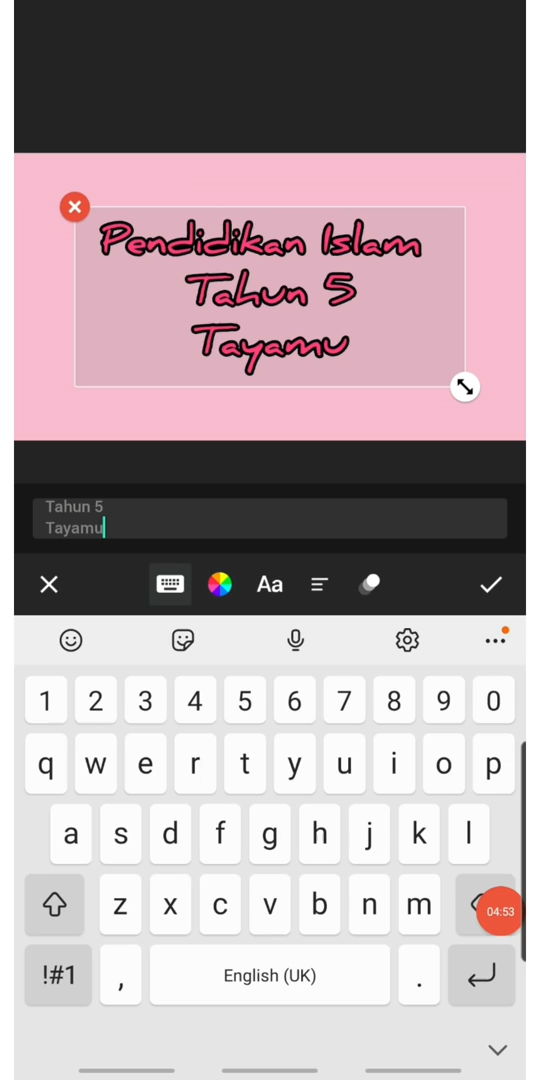 Pendidikan Islam
Tahun 5
Tayamu
Tahun 5
Tayamu
Aa
1 2 3 4 5 6 7 8 9 0
q w e r t y u i o p
a s d f g h j k l
z x c v b n m
04:53
!#1 , English (UK) .